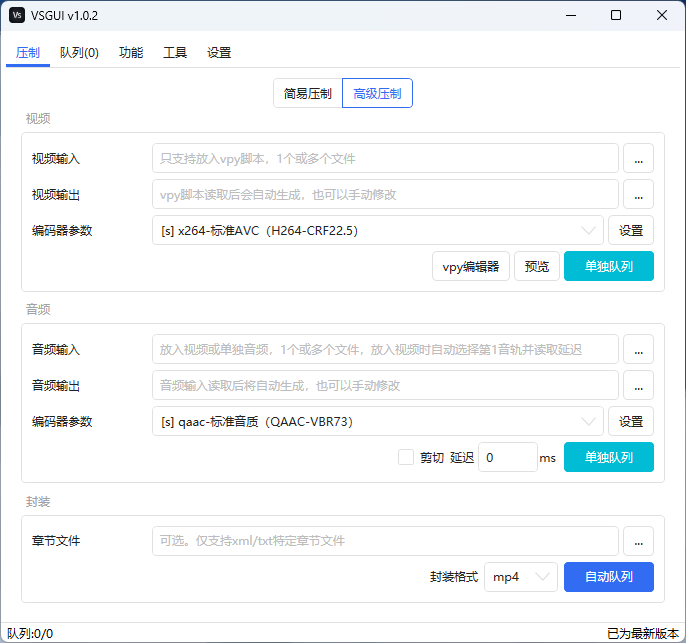 Vs VSGUI v1.0.2
压制 队列(0) 功能 工具 设置
简易压制 高级压制
视频
视频输入 只支持放入vpy脚本，1个或多个文件 ...
视频输出 vpy脚本读取后会自动生成，也可以手动修改 ...
编码器参数 [s] x264-标准AVC（H264-CRF22.5） 设置
vpy编辑器 预览 单独队列
音频
音频输入 放入视频或单独音频，1个或多个文件，放入视频时自动选择第1音轨并读取延迟 ...
音频输出 音频输入读取后将自动生成，也可以手动修改 ...
编码器参数 [s] qaac-标准音质（QAAC-VBR73） 设置
剪切 延迟 0 ms 单独队列
封装
章节文件 可选。仅支持xml/txt特定章节文件 ...
封装格式 mp4 自动队列
队列:0/0 已为最新版本